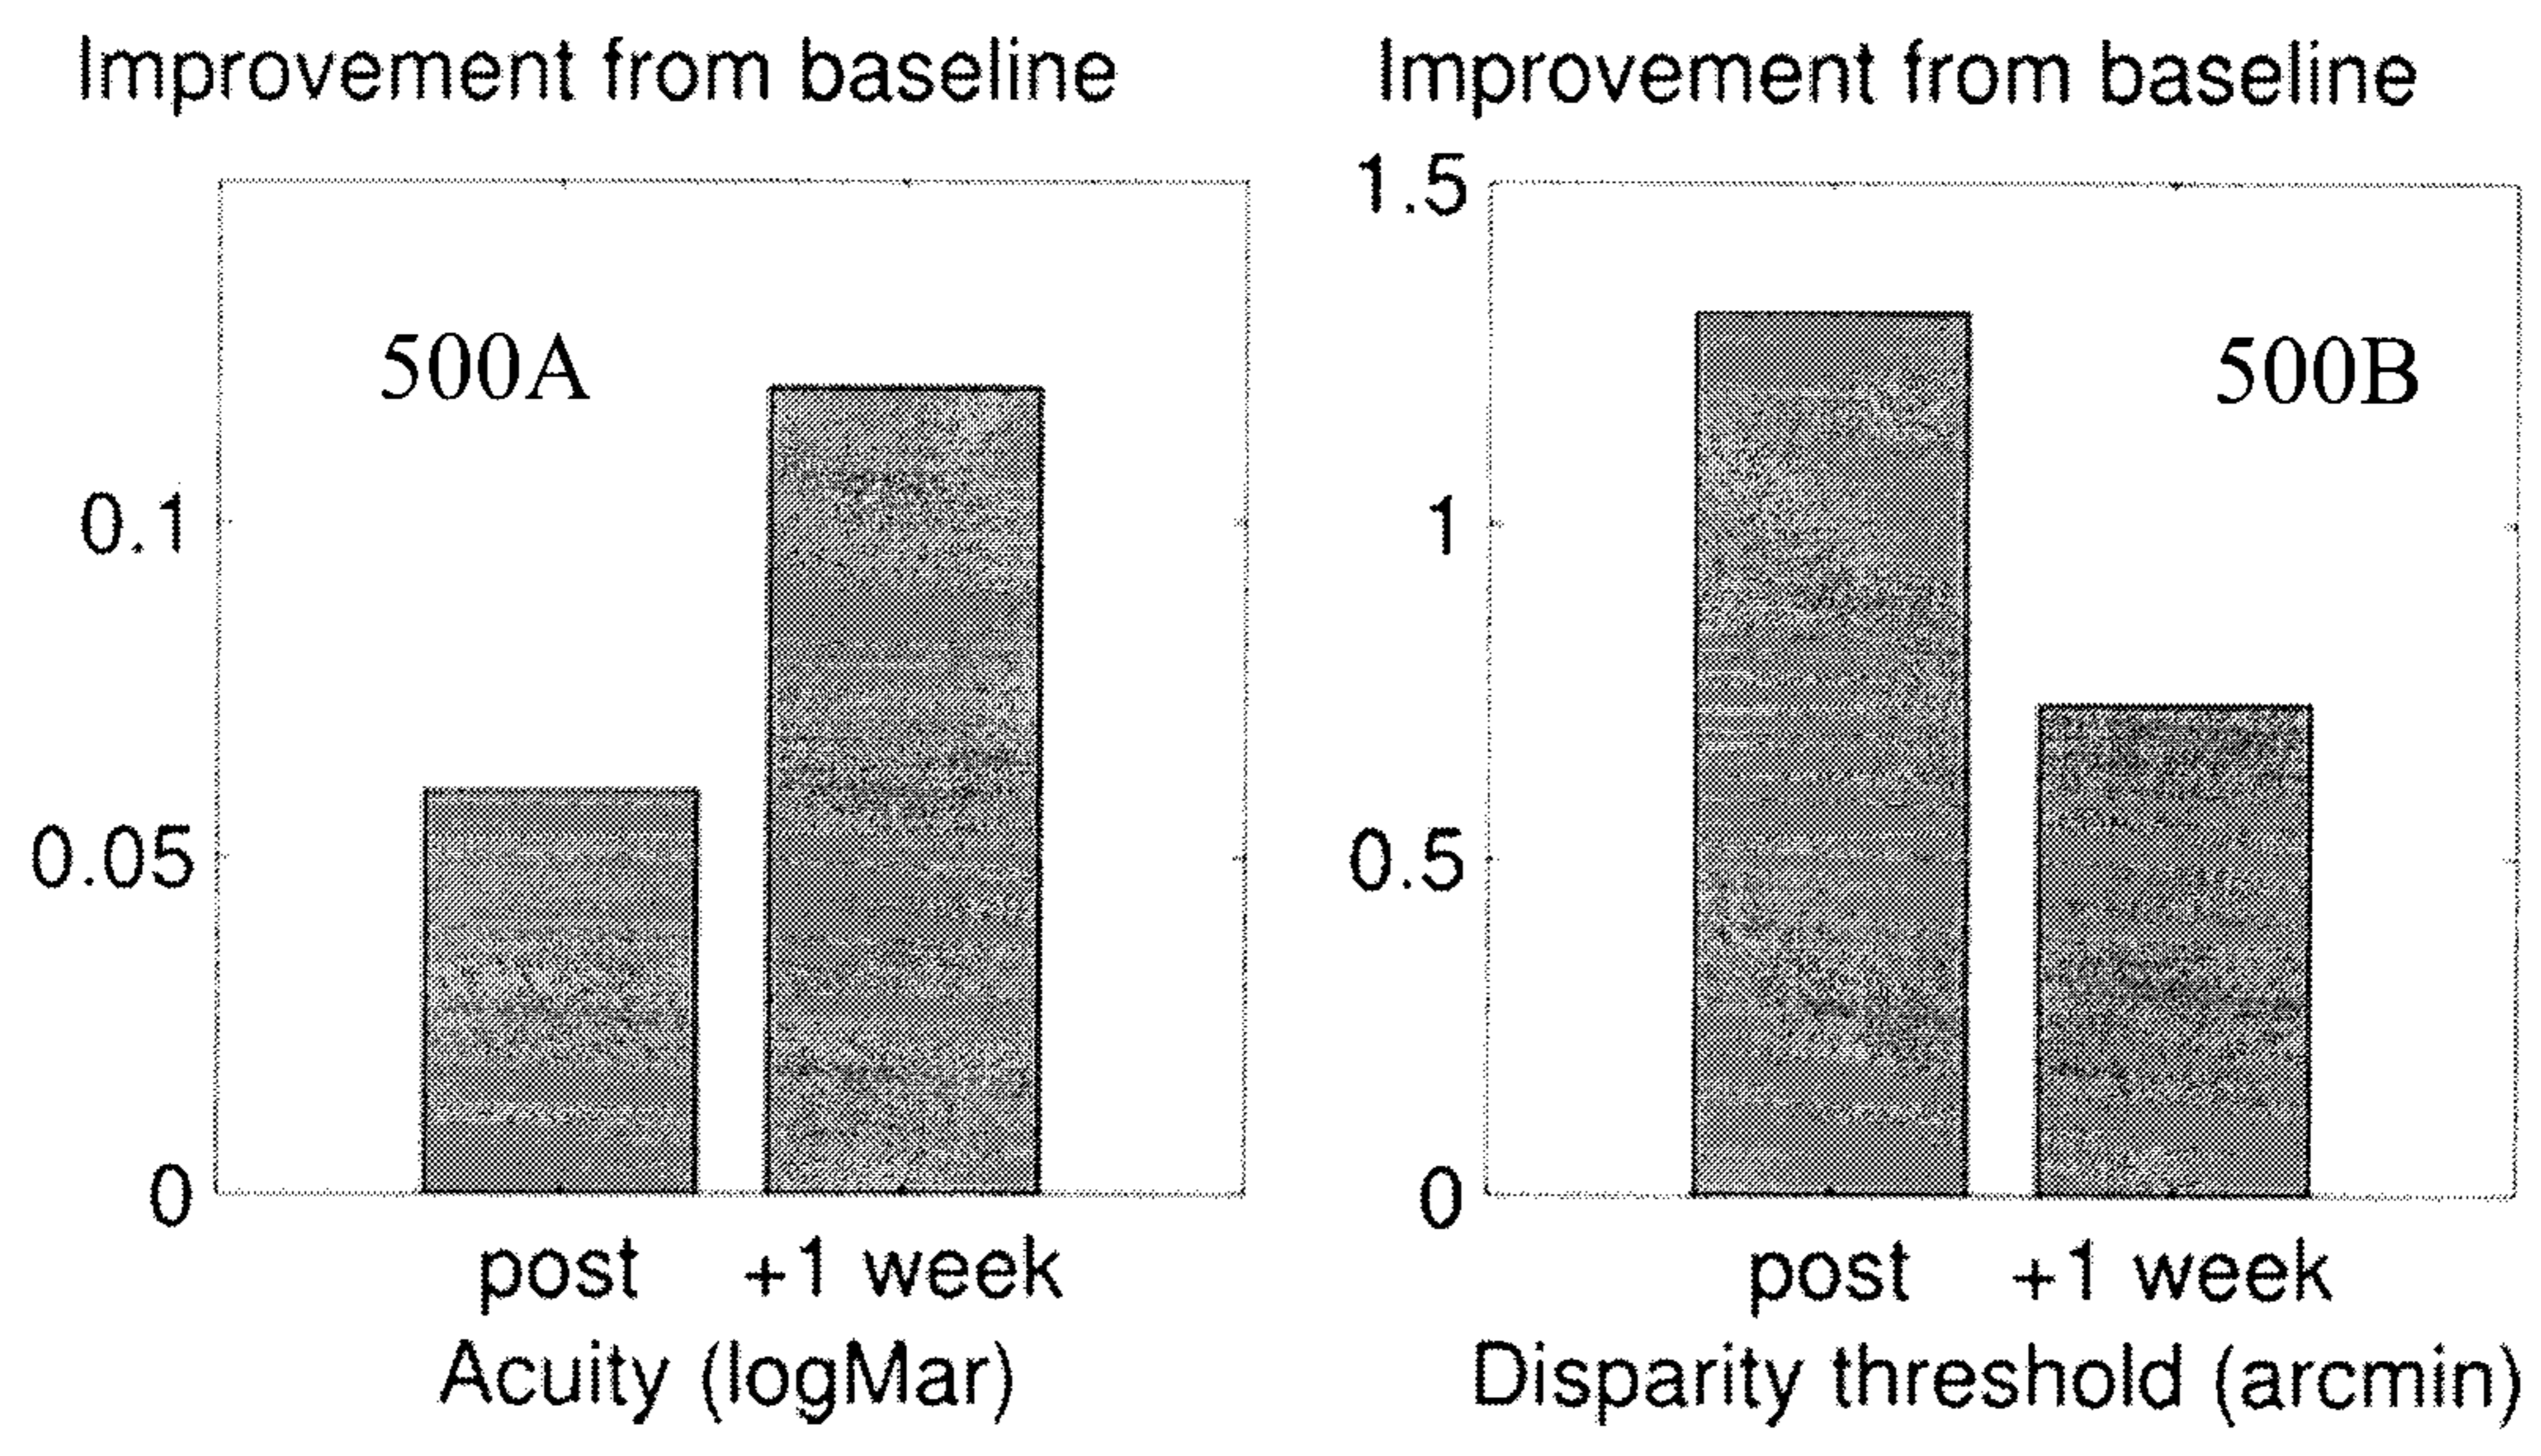 Improvement from baseline
500A
0.1
0.05
0
post +1 week
Acuity (logMar)
Improvement from baseline
1.5
500B
1
0.5
0
post +1 week
Disparity threshold (arcmin)